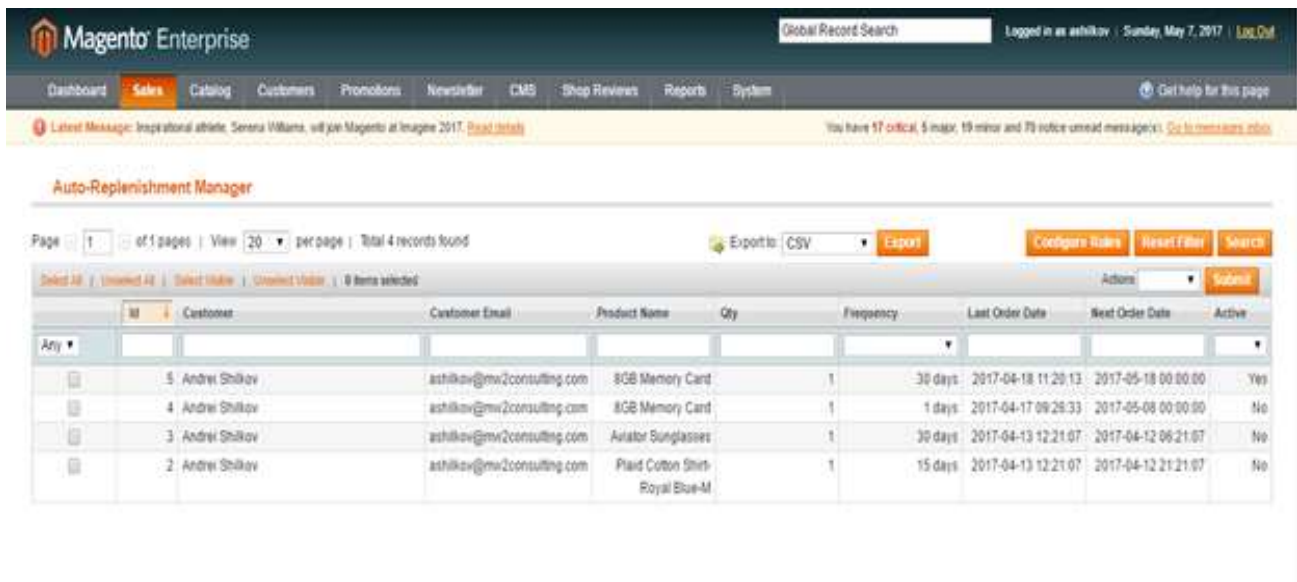 Magento Enterprise
Global Record Search
Logged in as ashilkov | Sunday, May 7, 2017 | Log Out
Dashboard Sales Catalog Customers Promotions Newsletter CMS Shop Reviews Reports System Get help for this page
Latest Message: Inspirational athlete, Serena Williams, will join Magento at Imagine 2017. Read details You have 17 critical, 5 major, 19 minor and 70 notice unread message(s). Go to messages inbox
Auto-Replenishment Manager
Page 1 of 1 pages | View 20 per page | Total 4 records found Export to: CSV Export Configure Rules Reset Filter Search
Select All | Unselect All | Select Visible | Unselect Visible | 0 items selected Actions Submit
Id Customer Customer Email Product Name Qty Frequency Last Order Date Next Order Date Active
Any
5 Andrei Shilkov ashilkov@mw2consulting.com 8GB Memory Card 1 30 days 2017-04-18 11:20:13 2017-05-18 00:00:00 Yes
4 Andrei Shilkov ashilkov@mw2consulting.com 8GB Memory Card 1 1 days 2017-04-17 09:26:33 2017-05-08 00:00:00 No
3 Andrei Shilkov ashilkov@mw2consulting.com Aviator Sunglasses 1 30 days 2017-04-13 12:21:07 2017-04-12 06:21:07 No
2 Andrei Shilkov ashilkov@mw2consulting.com Plaid Cotton Shirt- 1 15 days 2017-04-13 12:21:07 2017-04-12 21:21:07 No
Royal Blue-M